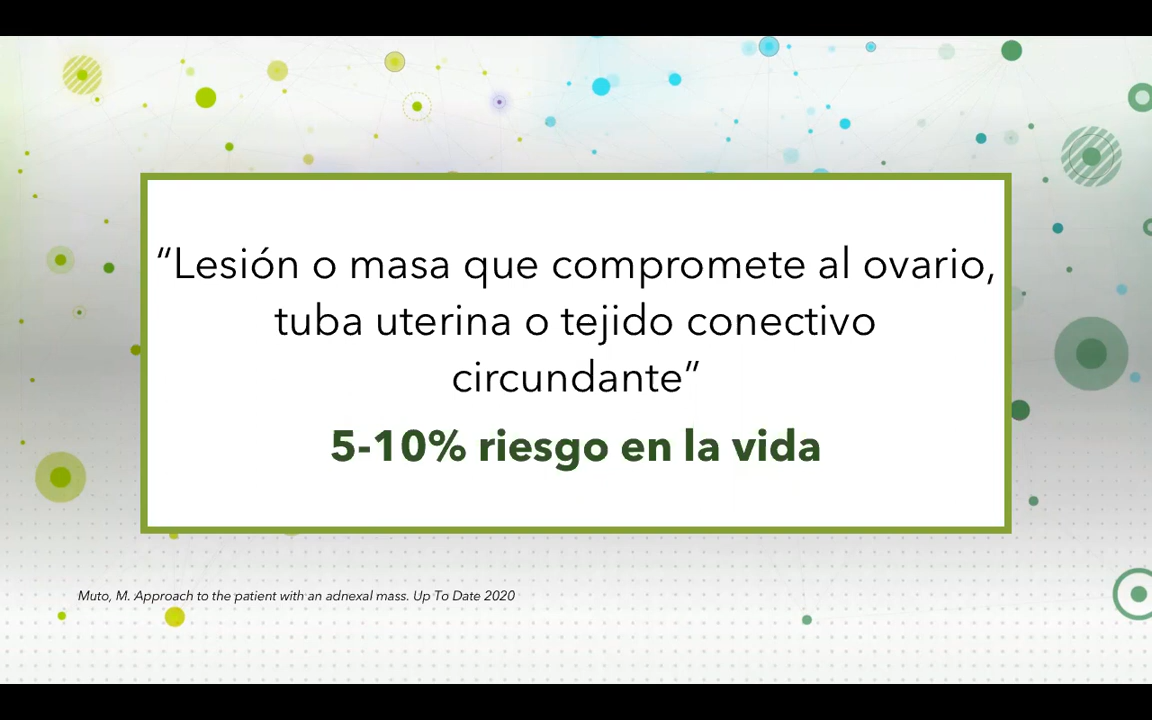 “Lesión o masa que compromete al ovario,
tuba uterina o tejido conectivo
circundante”
5-10% riesgo en la vida
Muto, M. Approach to the patient with an adnexal mass. Up To Date 2020